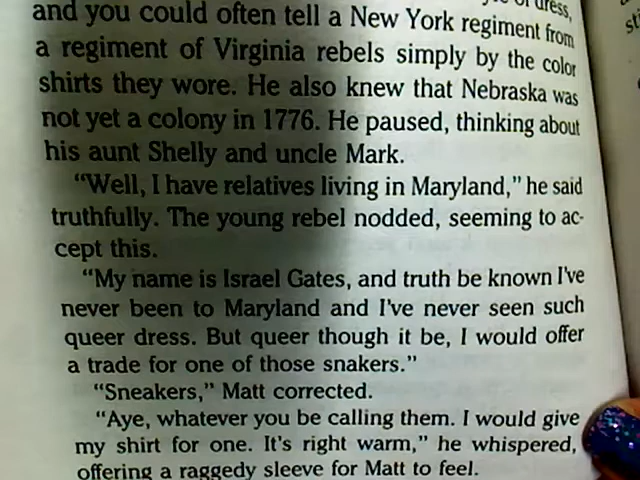 dress,
and you could often tell a New York regiment from
a regiment of Virginia rebels simply by the color
shirts they wore. He also knew that Nebraska was
not yet a colony in 1776. He paused, thinking about
his aunt Shelly and uncle Mark.
“Well, I have relatives living in Maryland,” he said
truthfully. The young rebel nodded, seeming to ac-
cept this.
“My name is Israel Gates, and truth be known I’ve
never been to Maryland and I’ve never seen such
queer dress. But queer though it be, I would offer
a trade for one of those snakers.”
“Sneakers,” Matt corrected.
“Aye, whatever you be calling them. I would give
my shirt for one. It’s right warm,” he whispered,
offering a raggedy sleeve for Matt to feel.